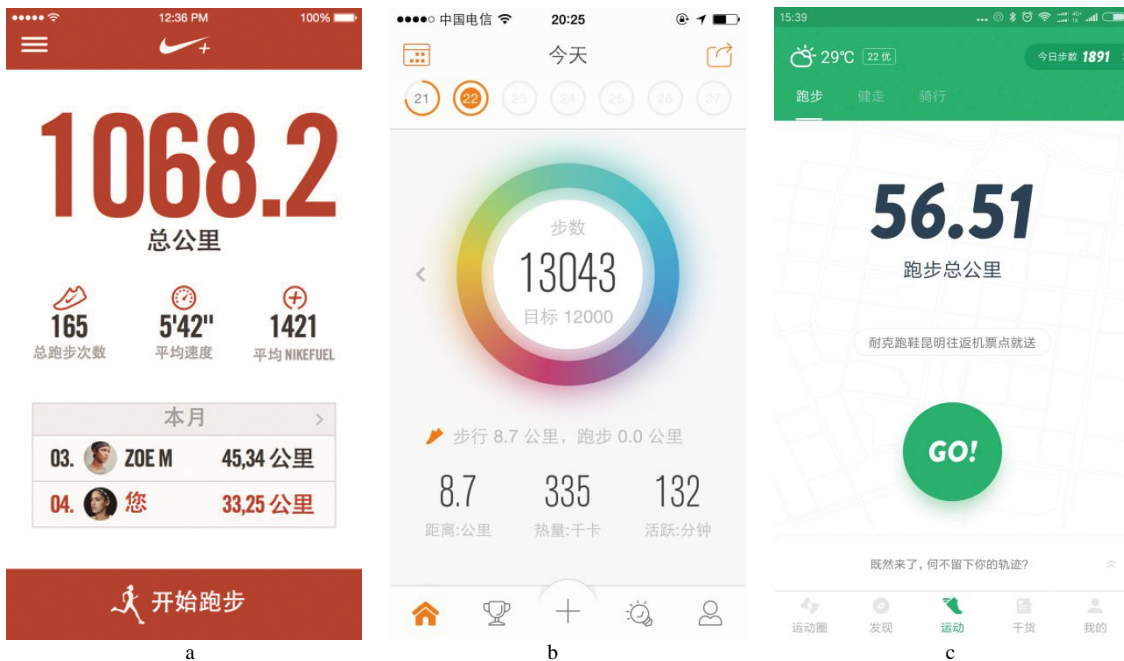 12:36 PM
100%
+
1068.2
总公里
165
总跑步次数
5'42"
平均速度
1421
平均 NIKEFUEL
本月
03. ZOE M 45,34 公里
04. 您 33,25 公里
开始跑步
a
中国电信 20:25
今天
21 22 23 24 25 26 27
步数
13043
目标 12000
步行 8.7 公里，跑步 0.0 公里
8.7 335 132
距离:公里 热量:千卡 活跃:分钟
b
15:39
29℃ 22 优 今日步数 1891
跑步 健走 骑行
56.51
跑步总公里
耐克跑鞋昆明往返机票点就送
GO!
既然来了，何不留下你的轨迹?
运动圈 发现 运动 干货 我的
c